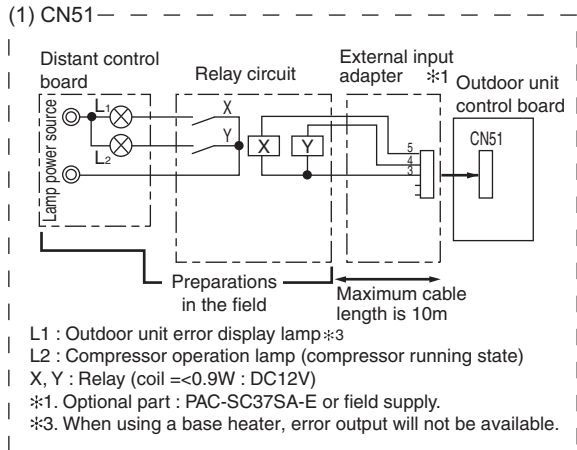 (1) CN51
Distant control
board
Relay circuit
External input
adapter ※1
Outdoor unit
control board
Lamp power source
L1
L2
X
Y
X
Y
5
4
3
CN51
Preparations
in the field
Maximum cable
length is 10m
L1 : Outdoor unit error display lamp※3
L2 : Compressor operation lamp (compressor running state)
X, Y : Relay (coil =<0.9W : DC12V)
※1. Optional part : PAC-SC37SA-E or field supply.
※3. When using a base heater, error output will not be available.